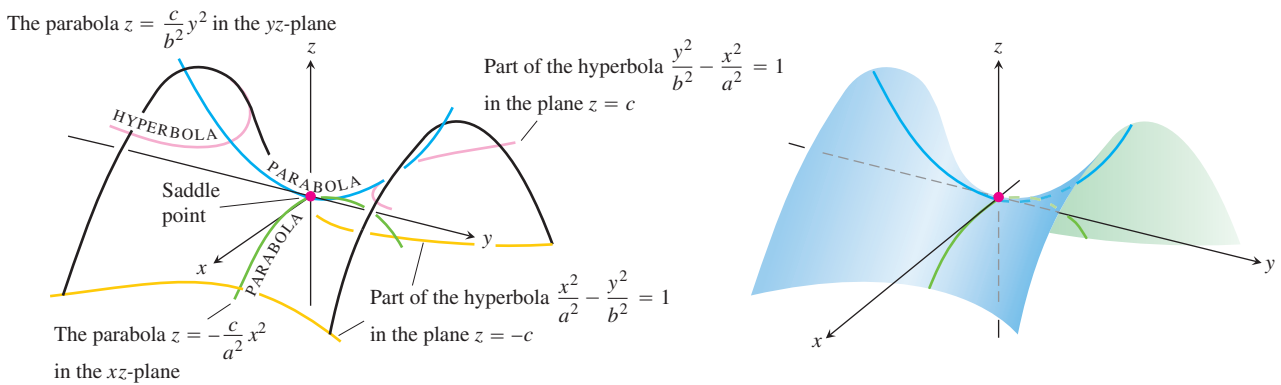 The parabola z = c/b² y² in the yz-plane
z
Part of the hyperbola y²/b² − x²/a² = 1
in the plane z = c
HYPERBOLA
PARABOLA
Saddle
point
y
x
PARABOLA
Part of the hyperbola x²/a² − y²/b² = 1
in the plane z = −c
The parabola z = −c/a² x²
in the xz-plane
z
y
x